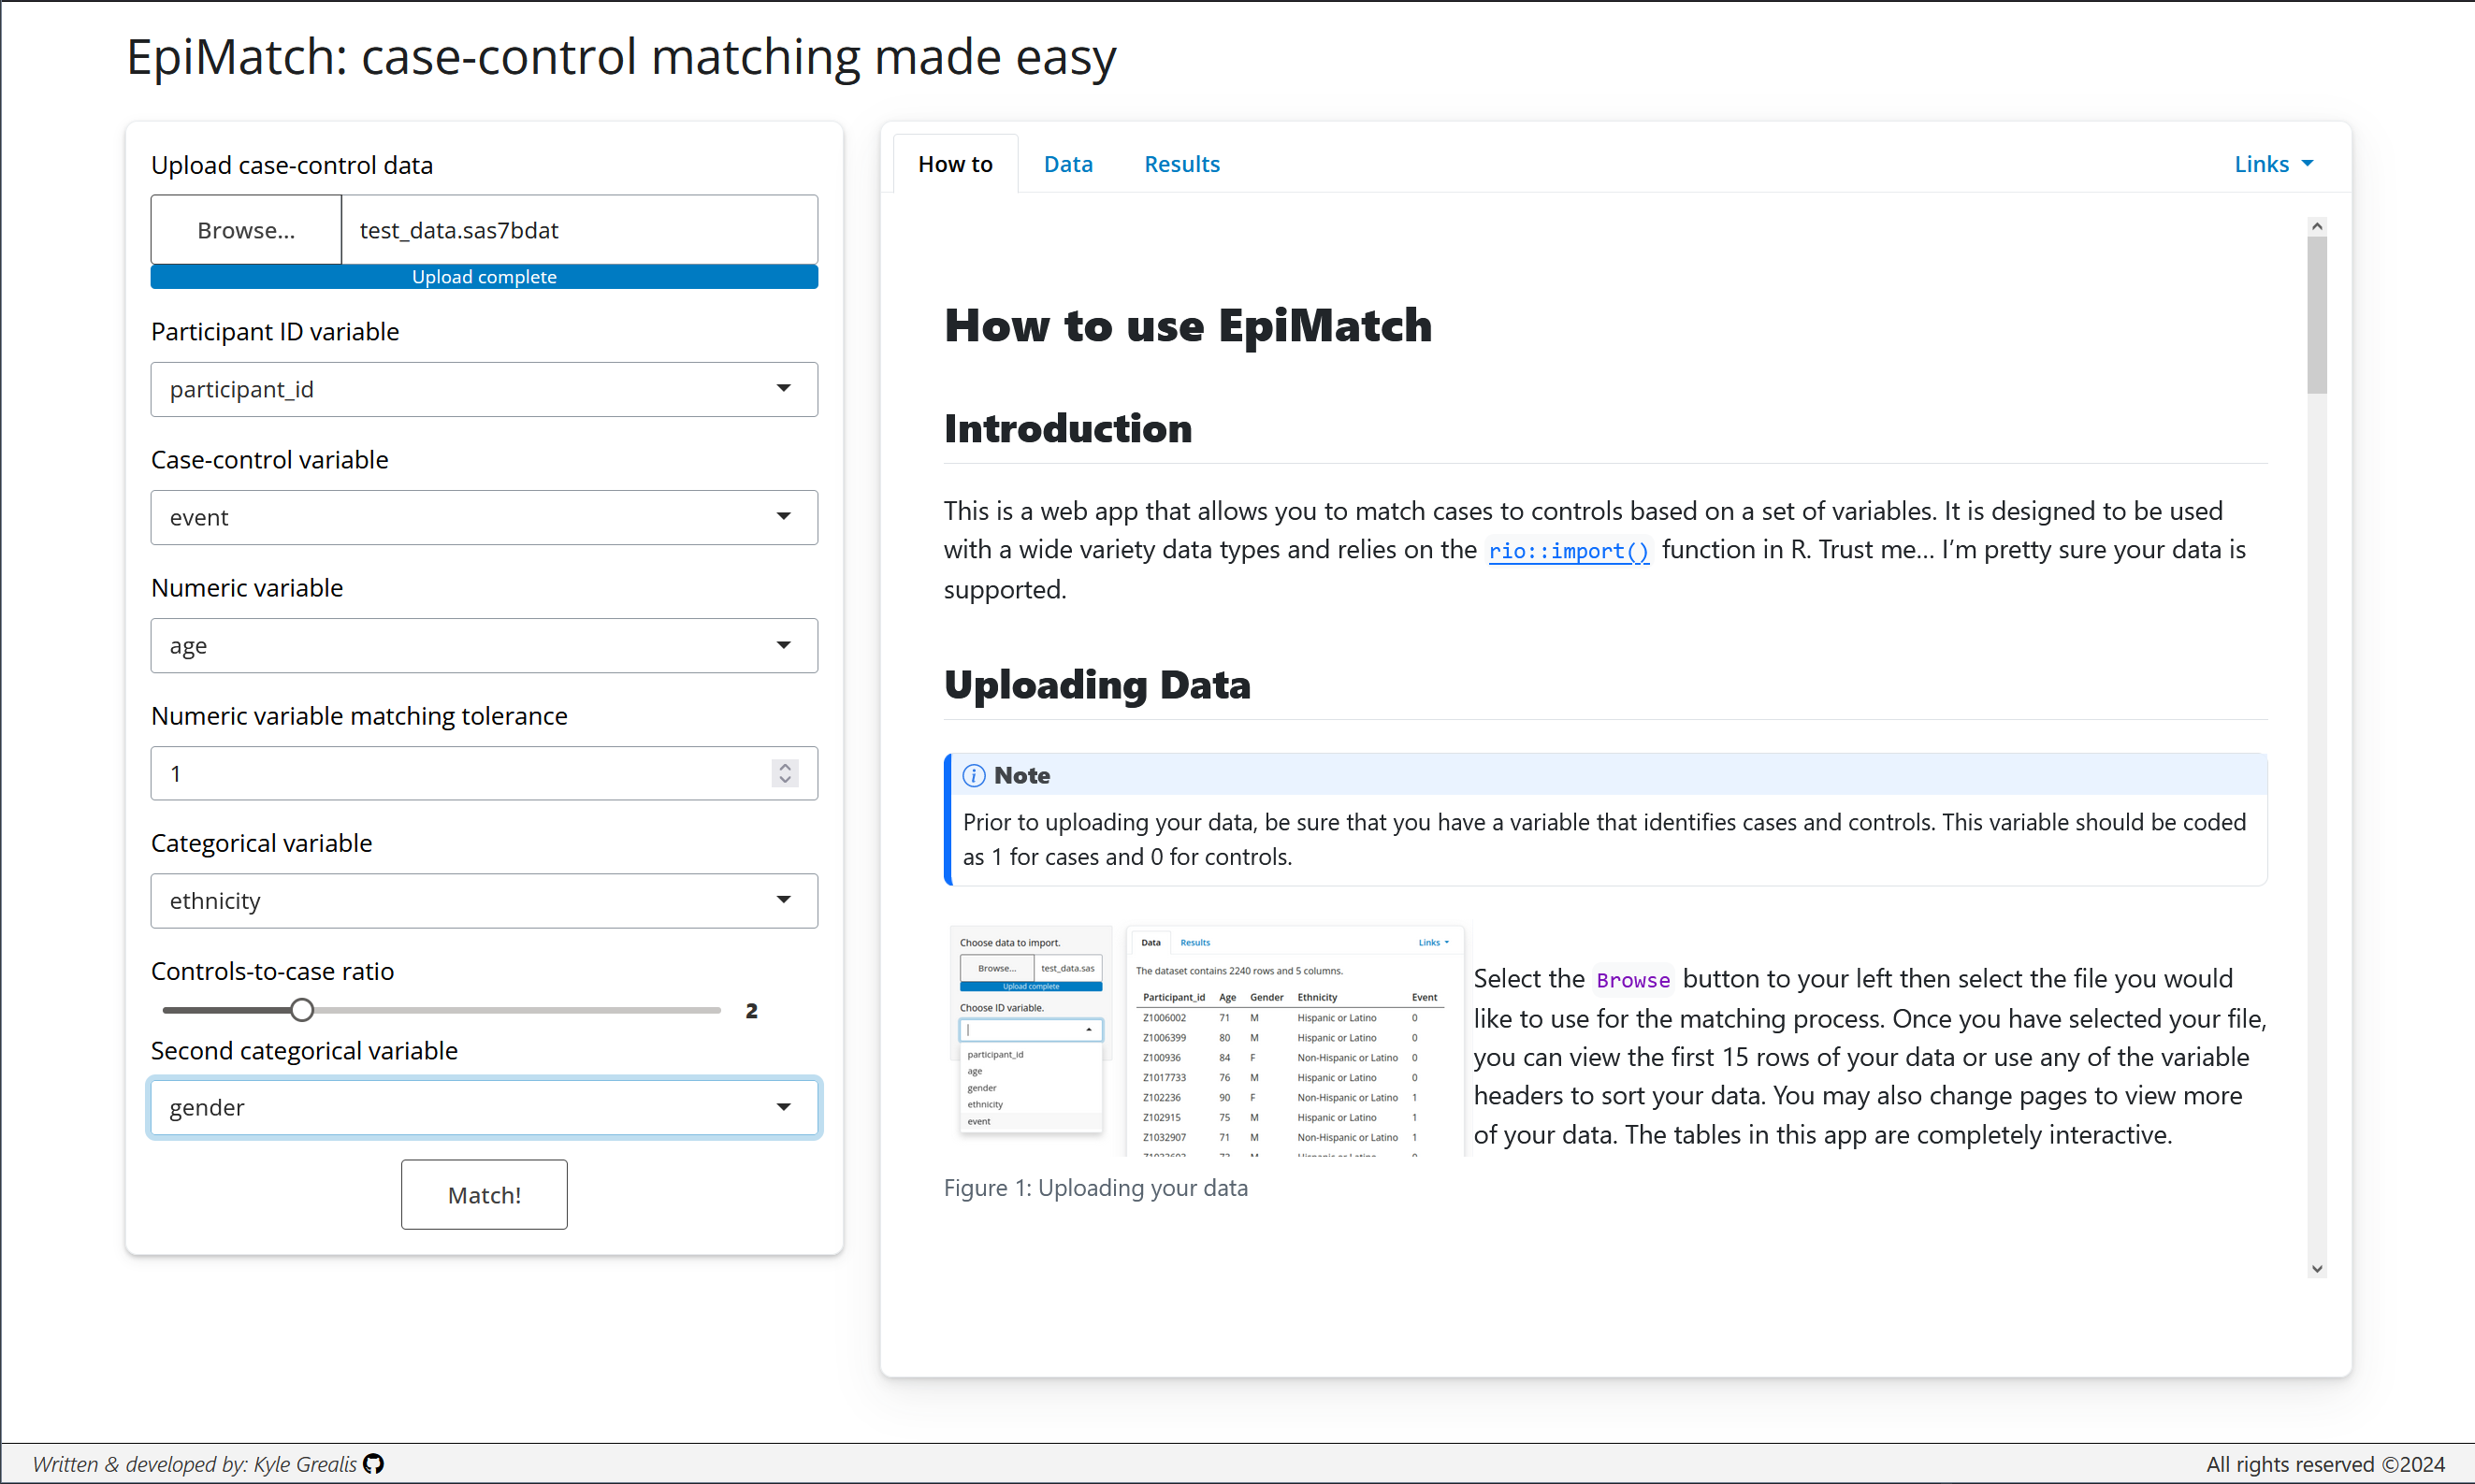 EpiMatch: case-control matching made easy
Upload case-control data
Browse... test_data.sas7bdat
Upload complete
Participant ID variable
participant_id
Case-control variable
event
Numeric variable
age
Numeric variable matching tolerance
1
Categorical variable
ethnicity
Controls-to-case ratio
2
Second categorical variable
gender
Match!
How to Data Results Links
How to use EpiMatch
Introduction
This is a web app that allows you to match cases to controls based on a set of variables. It is designed to be used
with a wide variety data types and relies on the rio::import() function in R. Trust me... I'm pretty sure your data is
supported.
Uploading Data
Note
Prior to uploading your data, be sure that you have a variable that identifies cases and controls. This variable should be coded
as 1 for cases and 0 for controls.
Choose data to import.
Browse... test_data.sas
Upload complete
Choose ID variable.
participant_id
age
gender
ethnicity
event
Data Results Links
The dataset contains 2240 rows and 5 columns.
Participant_id Age Gender Ethnicity Event
Z1006002 71 M Hispanic or Latino 0
Z1006399 80 M Hispanic or Latino 0
Z100936 84 F Non-Hispanic or Latino 0
Z1017733 76 M Hispanic or Latino 0
Z102236 90 F Non-Hispanic or Latino 1
Z102915 75 M Hispanic or Latino 1
Z1032907 71 M Non-Hispanic or Latino 1
Select the Browse button to your left then select the file you would
like to use for the matching process. Once you have selected your file,
you can view the first 15 rows of your data or use any of the variable
headers to sort your data. You may also change pages to view more
of your data. The tables in this app are completely interactive.
Figure 1: Uploading your data
Written & developed by: Kyle Grealis
All rights reserved ©2024